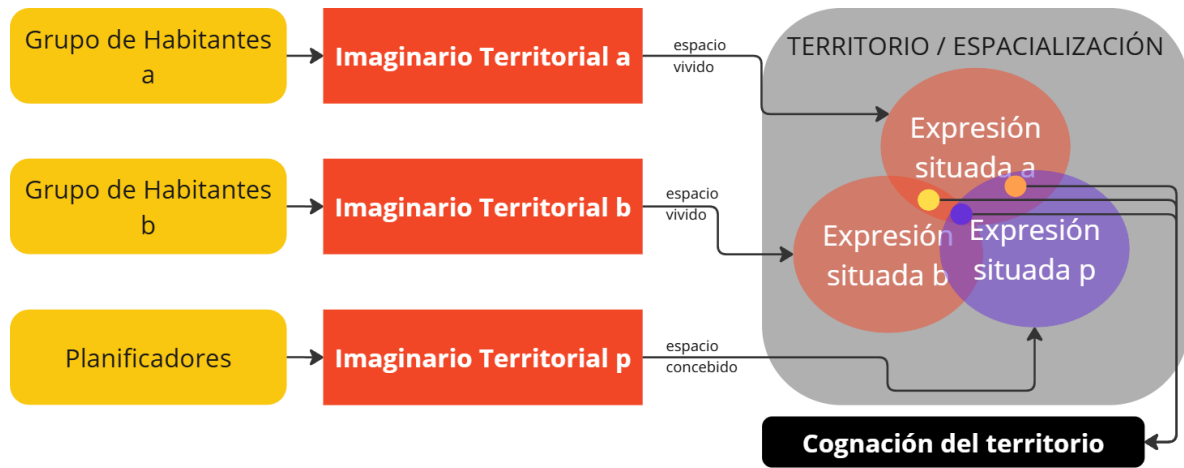 Grupo de Habitantes
a
Imaginario Territorial a
espacio
vivido
TERRITORIO / ESPACIALIZACIÓN
Expresión
situada a
Grupo de Habitantes
b
Imaginario Territorial b
espacio
vivido
Expresión
situada b
Expresión
situada p
Planificadores
Imaginario Territorial p
espacio
concebido
Cognación del territorio